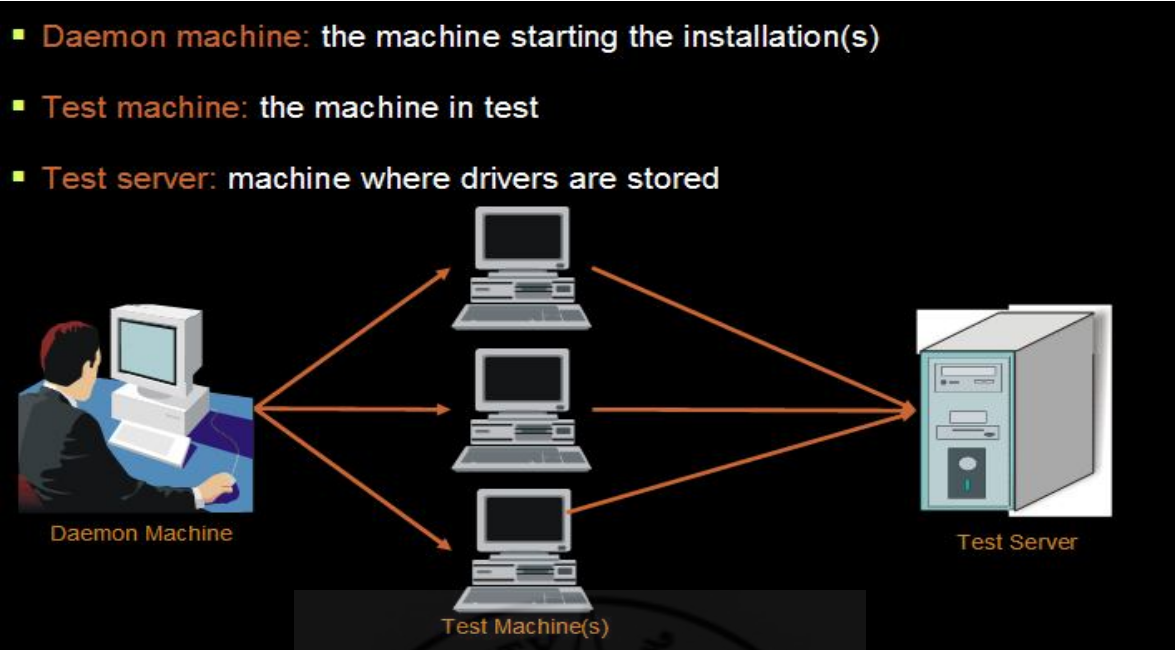 Daemon machine: the machine starting the installation(s)
Test machine: the machine in test
Test server: machine where drivers are stored
Daemon Machine
Test Server
Test Machine(s)